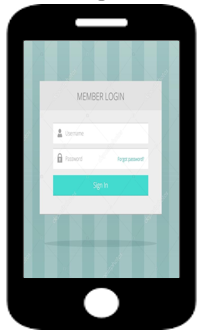 MEMBER LOGIN
Username
Password Forgot password?
Sign In